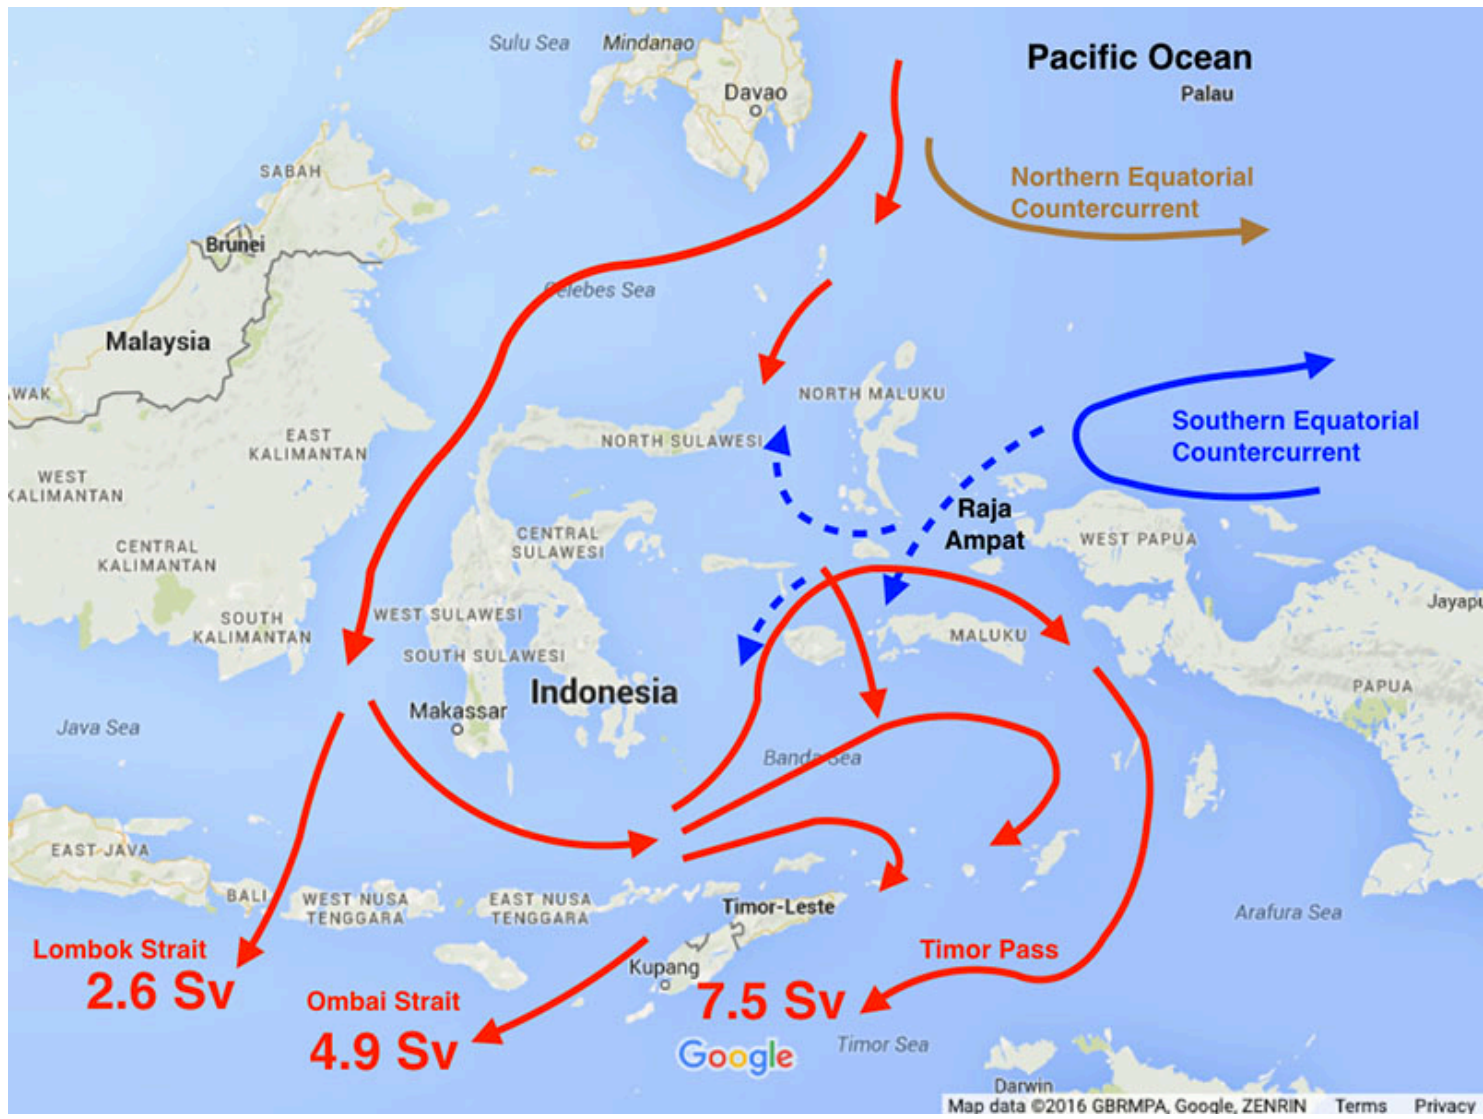 Sulu Sea
Mindanao
Pacific Ocean
Palau
Davao
SABAH
Northern Equatorial
Countercurrent
Brunei
Celebes Sea
Malaysia
NORTH MALUKU
AWAK
Southern Equatorial
Countercurrent
EAST
KALIMANTAN
NORTH SULAWESI
WEST
KALIMANTAN
Raja
Ampat
CENTRAL
SULAWESI
WEST PAPUA
CENTRAL
KALIMANTAN
Jayapu
SOUTH
KALIMANTAN
WEST SULAWESI
MALUKU
SOUTH SULAWESI
Indonesia
PAPUA
Makassar
Java Sea
Banda Sea
EAST JAVA
BALI
WEST NUSA
TENGGARA
EAST NUSA
TENGGARA
Timor-Leste
Arafura Sea
Lombok Strait
2.6 Sv
Timor Pass
Kupang
7.5 Sv
Ombai Strait
4.9 Sv
Google
Timor Sea
Darwin
Map data ©2016 GBRMPA, Google, ZENRIN Terms Privacy